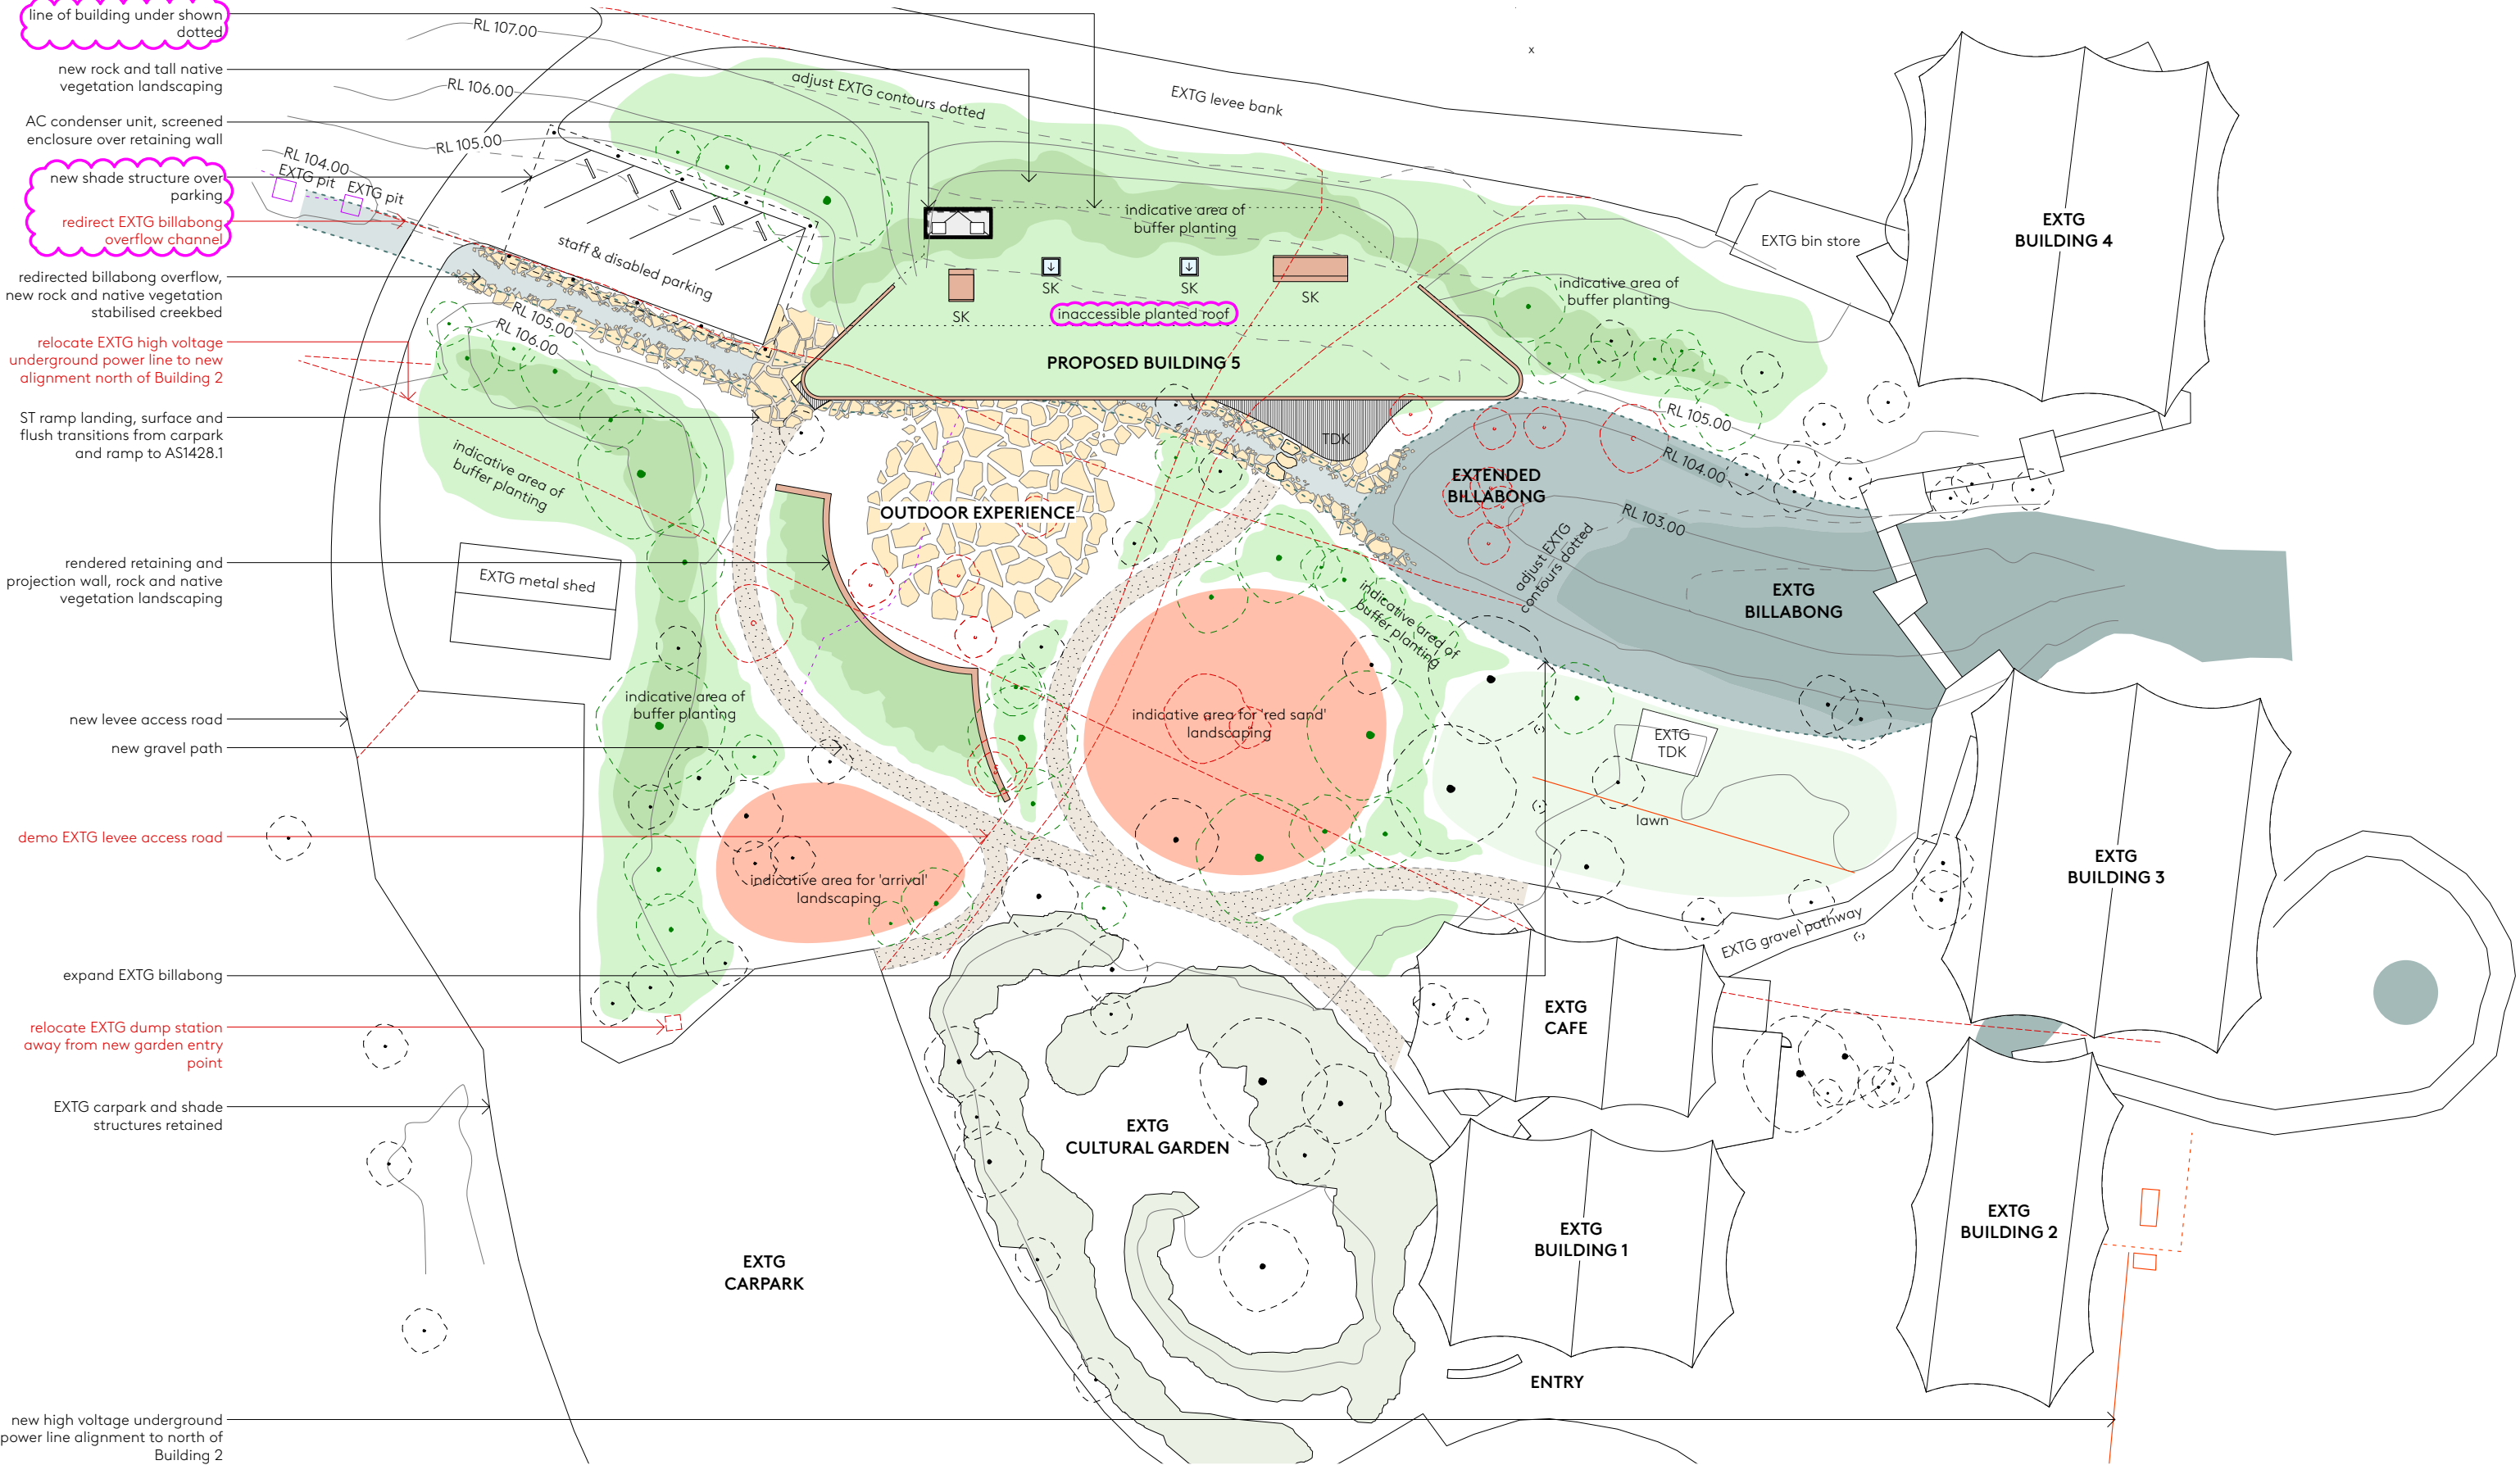 line of building under shown
dotted
new rock and tall native
vegetation landscaping
AC condenser unit, screened
enclosure over retaining wall
new shade structure over
parking
redirect EXTG billabong
overflow channel
redirected billabong overflow,
new rock and native vegetation
stabilised creekbed
relocate EXTG high voltage
underground power line to new
alignment north of Building 2
ST ramp landing, surface and
flush transitions from carpark
and ramp to AS1428.1
rendered retaining and
projection wall, rock and native
vegetation landscaping
new levee access road
new gravel path
demo EXTG levee access road
expand EXTG billabong
relocate EXTG dump station
away from new garden entry
point
EXTG carpark and shade
structures retained
new high voltage underground
power line alignment to north of
Building 2
RL 107.00
RL 106.00
RL 105.00
RL 104.00
EXTG pit
EXTG pit
adjust EXTG contours dotted
EXTG levee bank
x
staff & disabled parking
RL 105.00
RL 106.00
indicative area of
buffer planting
SK
SK
SK
SK
inaccessible planted roof
PROPOSED BUILDING 5
indicative area of
buffer planting
EXTG bin store
EXTG
BUILDING 4
RL 105.00
RL 104.00
RL 103.00
TDK
EXTENDED
BILLABONG
adjust EXTG
contours dotted
EXTG
BILLABONG
indicative area of
buffer planting
OUTDOOR EXPERIENCE
EXTG metal shed
indicative area of
buffer planting
indicative area of
buffer planting
indicative area for 'red sand'
landscaping
EXTG
TDK
lawn
indicative area for 'arrival'
landscaping
EXTG gravel pathway
EXTG
BUILDING 3
EXTG
CAFE
EXTG
CULTURAL GARDEN
EXTG
BUILDING 1
EXTG
BUILDING 2
EXTG
CARPARK
ENTRY